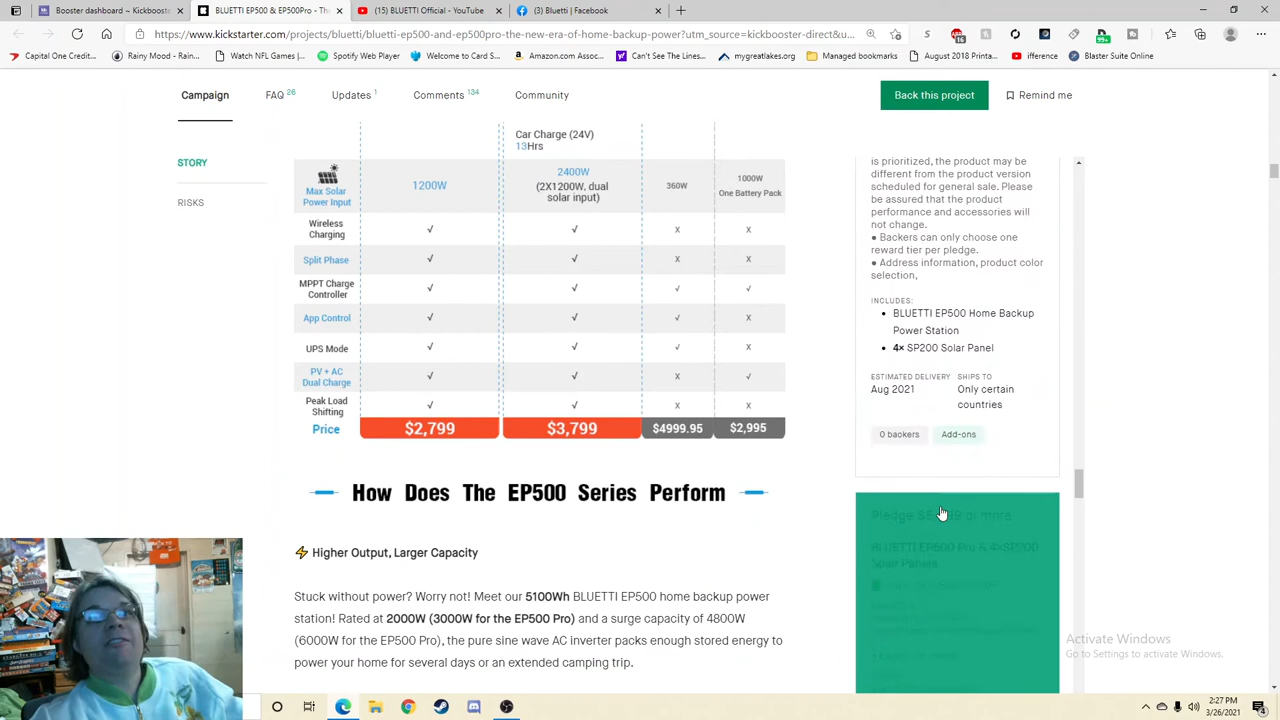 Booster dashboard ~ Kickbooste
BLUETTI EP500 & EP500Pro - The
(15) BLUETTI Official - YouTube
(3) Bluetti | Facebook
https://www.kickstarter.com/projects/bluetti/bluetti-ep500-and-ep500pro-the-new-era-of-home-backup-power?utm_source=kickbooster-direct&u...
Capital One Credit...
Rainy Mood - Rain...
Watch TVL Games |...
Spotify Web Player
Welcome to Card S...
Amazon.com Assoc...
Can't See The Lines...
mygreatlakes.org
Managed bookmarks
August 2018 Printa...
ifference
Blaster Suite Online
Campaign
FAQ 26
Updates 1
Comments 134
Community
Back this project
Remind me
STORY
RISKS
Car Charge (24V)
13Hrs
Max Solar
Power Input
1200W
2400W
(2X1200W, dual
solar input)
360W
1000W
One Battery Pack
Wireless
Charging
√ √ x x
Split Phase √ √ x x
MPPT Charge
Controller
√ √ √ √
App Control √ √ √ x
UPS Mode √ √ √ x
PV + AC
Dual Charge
√ √ x √
Peak Load
Shifting
√ √ x x
Price $2,799 $3,799 $4999.95 $2,995
How Does The EP500 Series Perform
Higher Output, Larger Capacity
Stuck without power? Worry not! Meet our 5100Wh BLUETTI EP500 home backup power
station! Rated at 2000W (3000W for the EP500 Pro) and a surge capacity of 4800W
(6000W for the EP500 Pro), the pure sine wave AC inverter packs enough stored energy to
power your home for several days or an extended camping trip.
is prioritized, the product may be
different from the product version
scheduled for general sale. Please
be assured that the product
performance and accessories will
not change.
● Backers can only choose one
reward tier per pledge.
● Address information, product color
selection,
INCLUDES:
• BLUETTI EP500 Home Backup
Power Station
• 4× SP200 Solar Panel
ESTIMATED DELIVERY
Aug 2021
SHIPS TO
Only certain
countries
0 backers
Add-ons
Pledge or more
BLUETTI EP500 Pro & 4×SP200
Solar Panels
Activate Windows
Go to Settings to activate Windows.
2:27 PM
3/26/2021